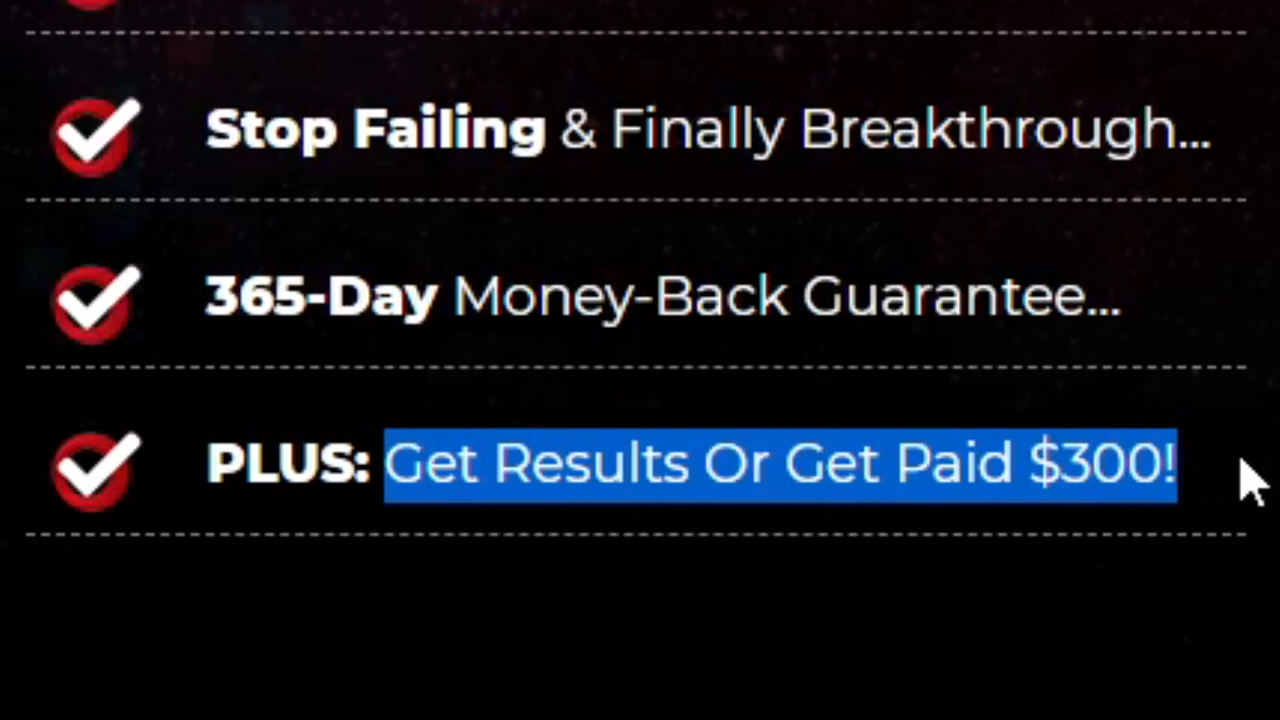 Stop Failing & Finally Breakthrough...
365-Day Money-Back Guarantee...
PLUS: Get Results Or Get Paid $300!